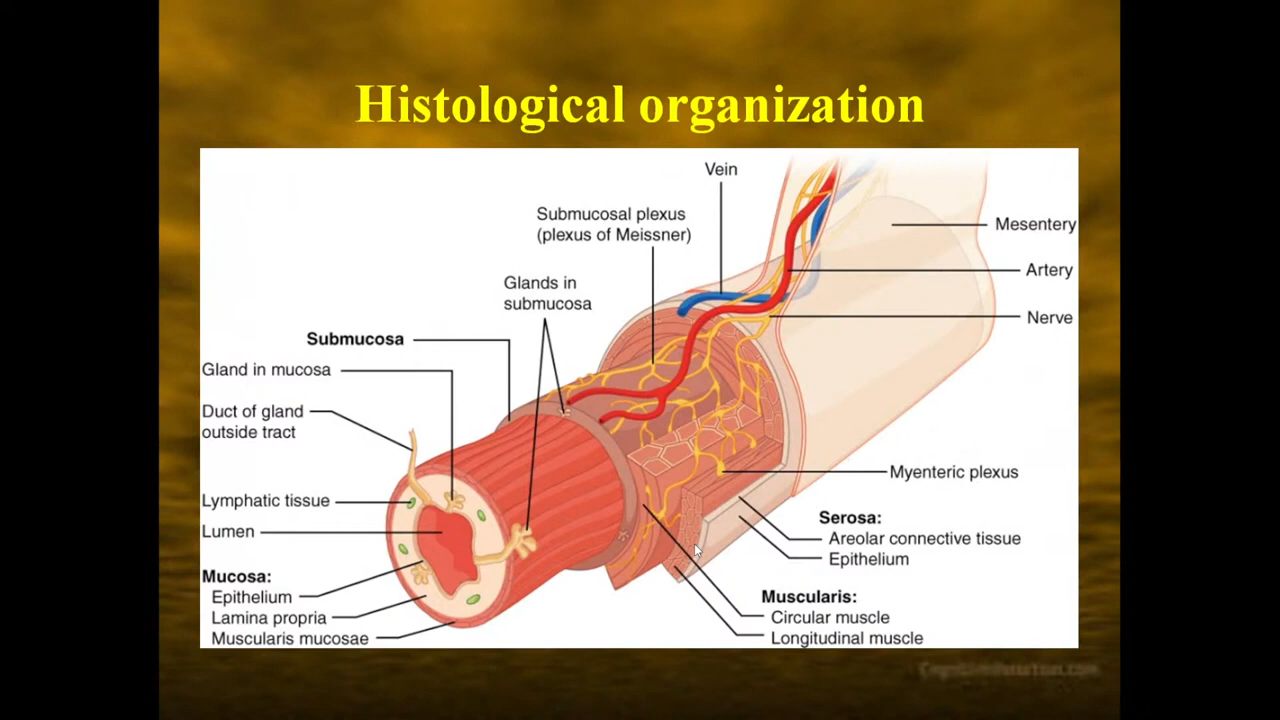 Histological organization
Vein
Submucosal plexus
(plexus of Meissner)
Mesentery
Artery
Glands in
submucosa
Nerve
Submucosa
Gland in mucosa
Duct of gland
outside tract
Myenteric plexus
Lymphatic tissue
Lumen
Serosa:
Areolar connective tissue
Epithelium
Mucosa:
Epithelium
Lamina propria
Muscularis mucosae
Muscularis:
Circular muscle
Longitudinal muscle